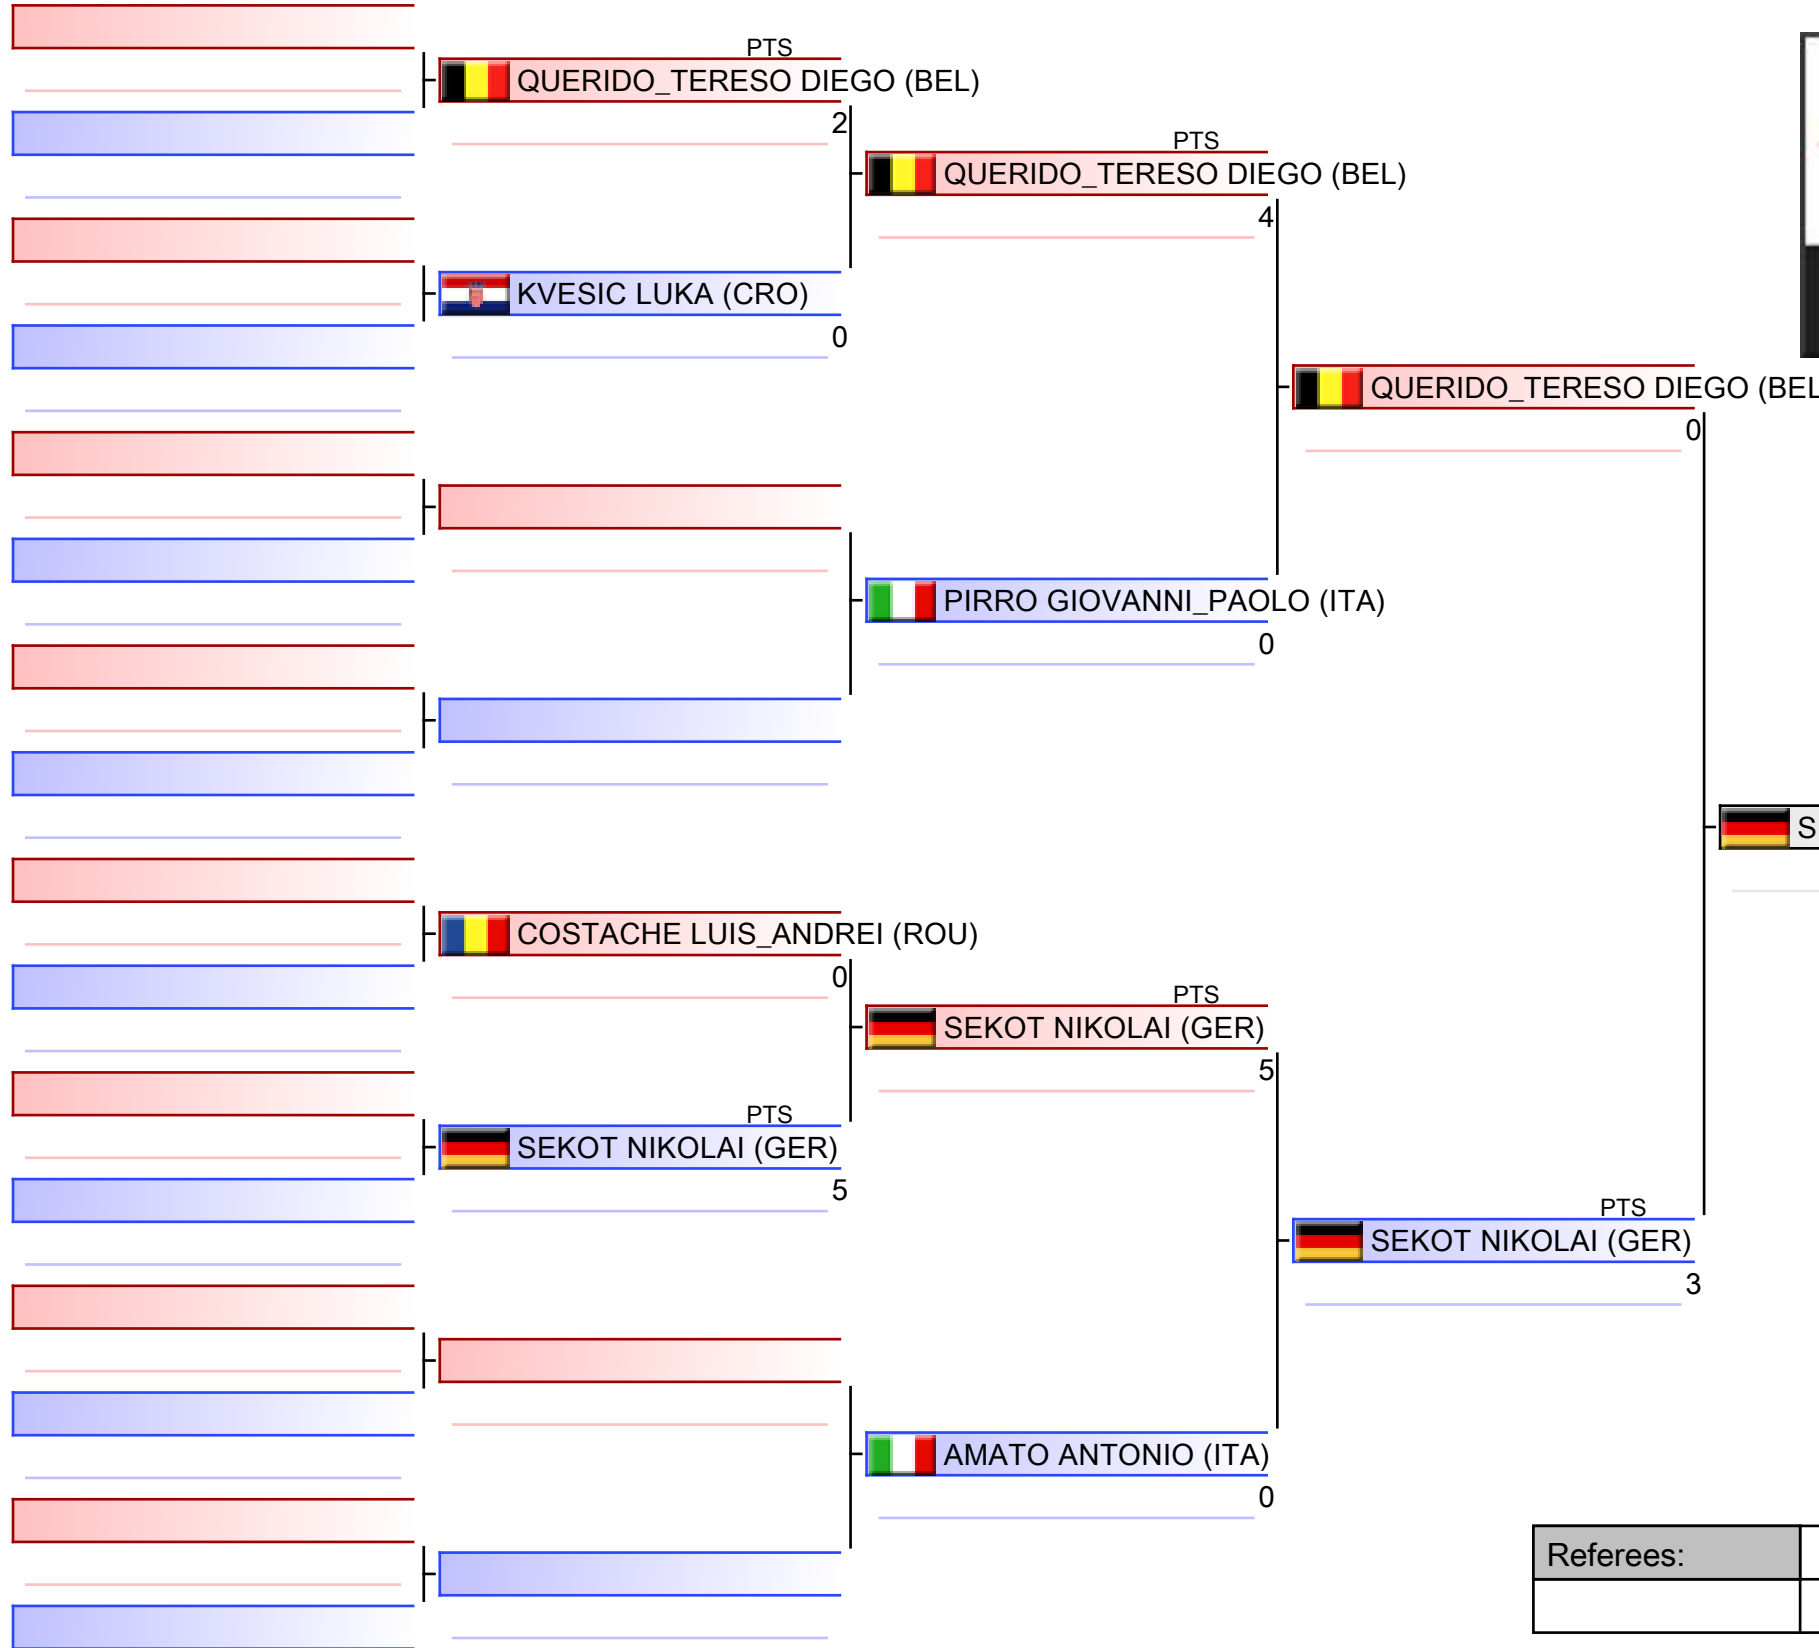 PTS
QUERIDO_TERESO DIEGO (BEL)
2
PTS
QUERIDO_TERESO DIEGO (BEL)
4
KVESIC LUKA (CRO)
0
QUERIDO_TERESO DIEGO (BEL
0
PIRRO GIOVANNI_PAOLO (ITA)
0
S
COSTACHE LUIS_ANDREI (ROU)
0
PTS
SEKOT NIKOLAI (GER)
5
PTS
SEKOT NIKOLAI (GER)
5
PTS
SEKOT NIKOLAI (GER)
3
AMATO ANTONIO (ITA)
0
Referees: